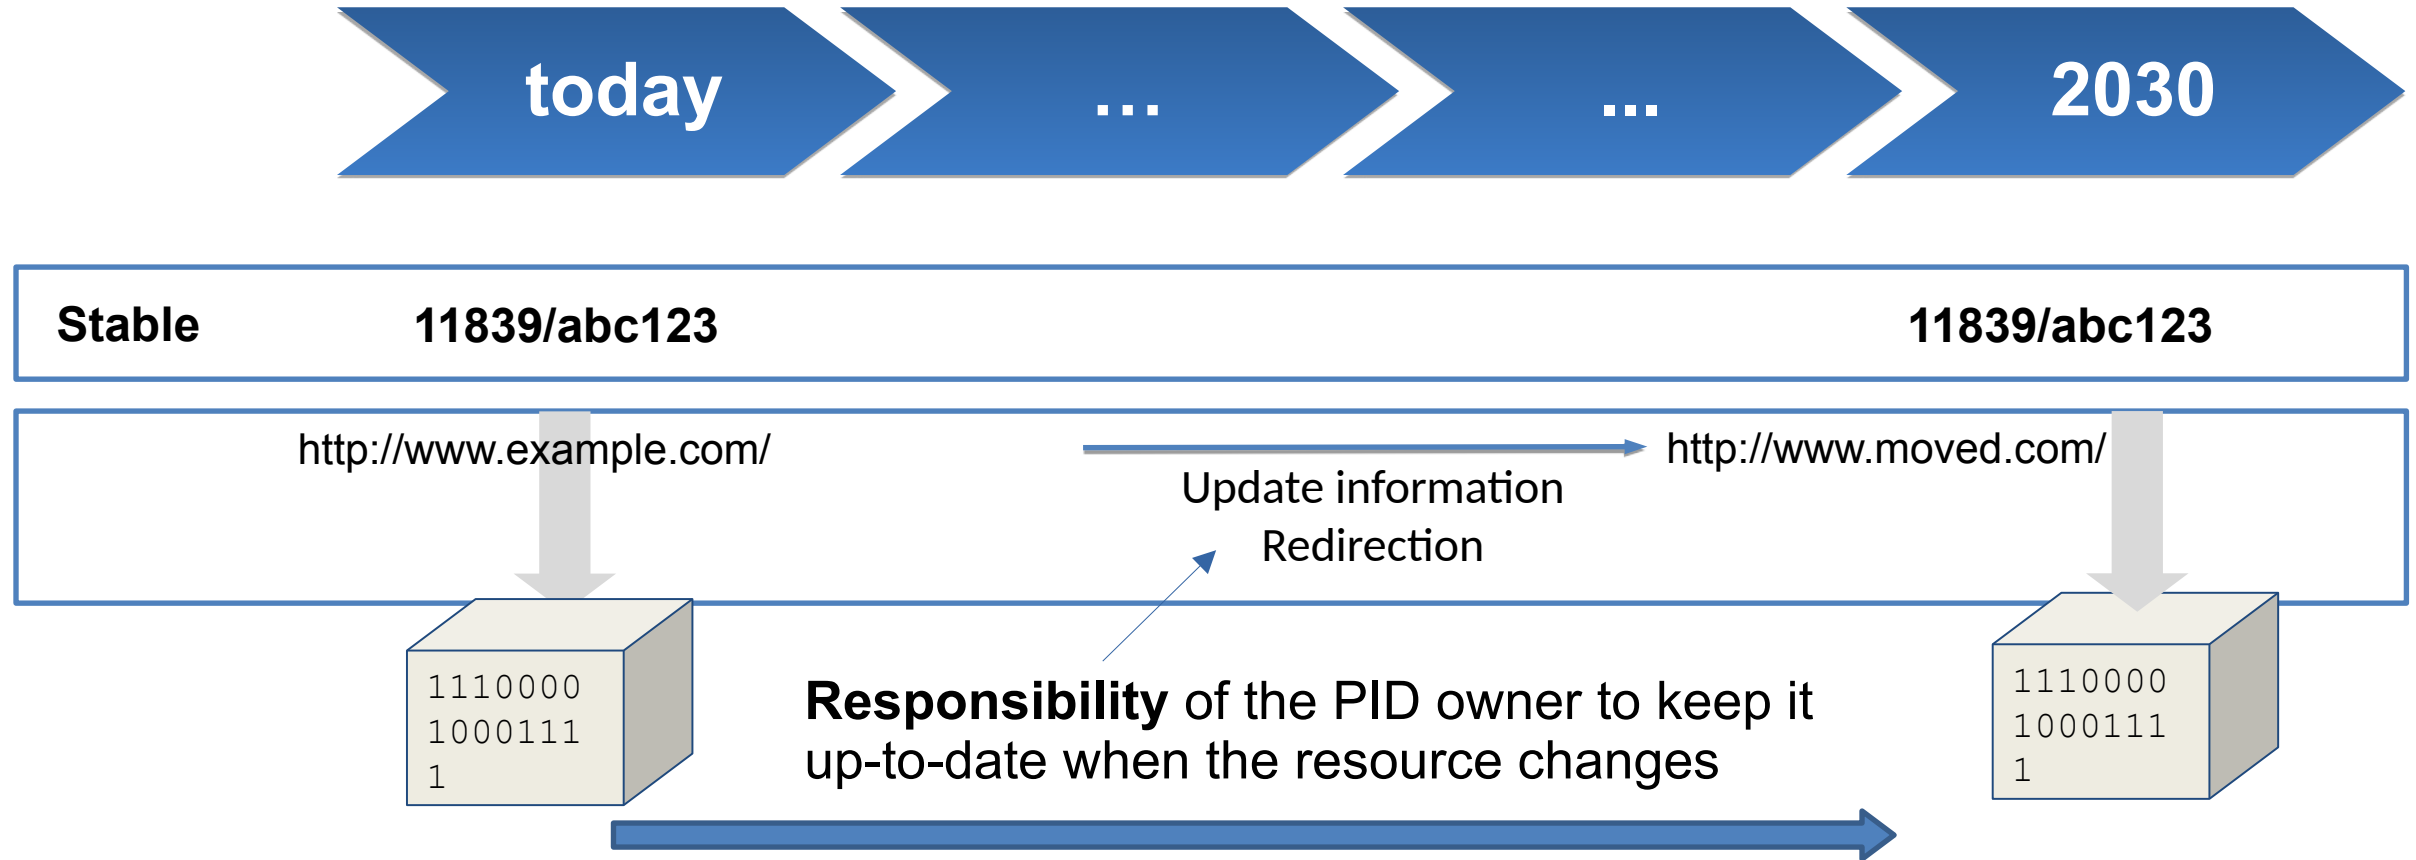 today
...
...
2030
Stable 11839/abc123 11839/abc123
http://www.example.com/ http://www.moved.com/
Update information
Redirection
1110000
1000111
1
Responsibility of the PID owner to keep it
up-to-date when the resource changes
1110000
1000111
1